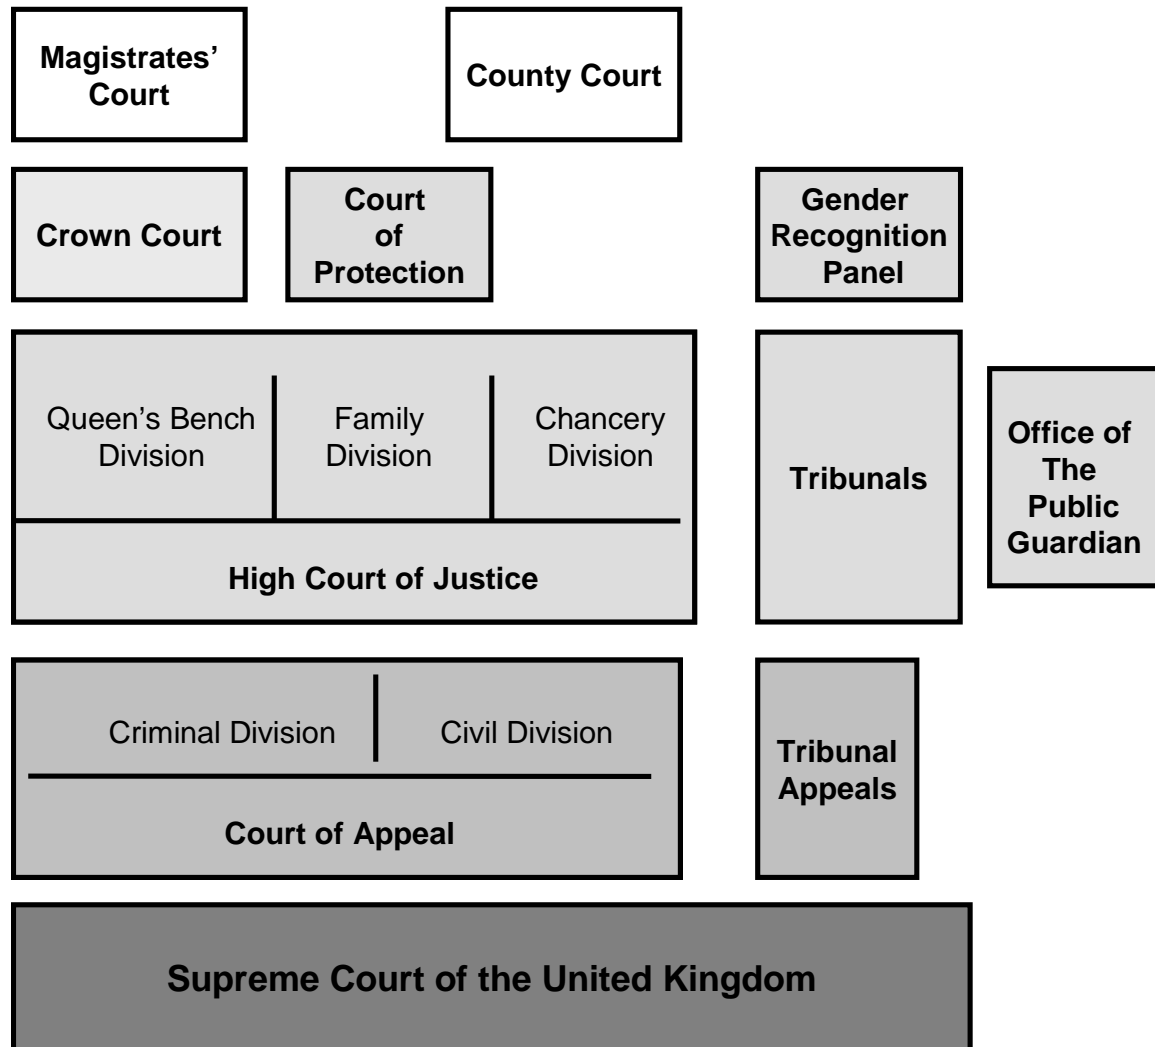 Magistrates’
Court
County Court
Crown Court
Court
of
Protection
Gender
Recognition
Panel
Queen’s Bench
Division
Family
Division
Chancery
Division
High Court of Justice
Tribunals
Office of
The
Public
Guardian
Criminal Division
Civil Division
Court of Appeal
Tribunal
Appeals
Supreme Court of the United Kingdom